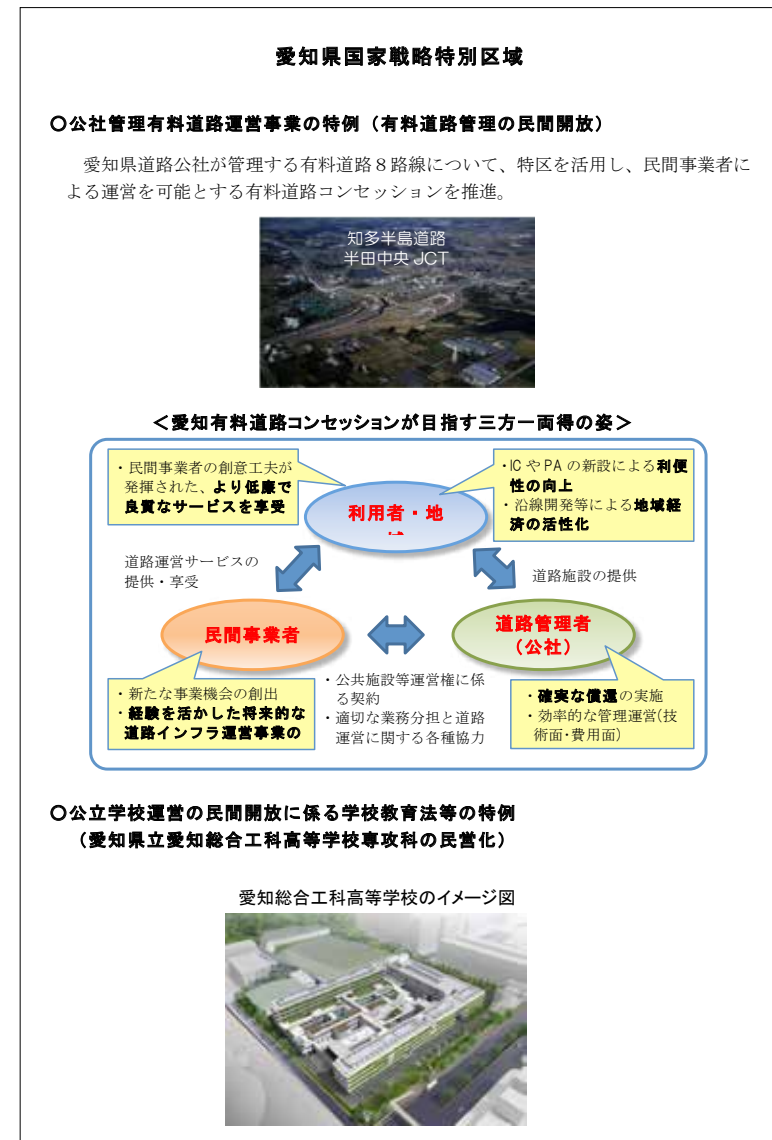 愛知県国家戦略特別区域
○公社管理有料道路運営事業の特例（有料道路管理の民間開放）
愛知県道路公社が管理する有料道路８路線について、特区を活用し、民間事業者に
よる運営を可能とする有料道路コンセッションを推進。
知多半島道路
半田中央 JCT
＜愛知有料道路コンセッションが目指す三方一両得の姿＞
・民間事業者の創意工夫が
発揮された、より低廉で
良質なサービスを享受
・IC や PA の新設による利便
性の向上
・沿線開発等による地域経
済の活性化
利用者・地
道路運営サービスの
提供・享受
道路施設の提供
民間事業者
道路管理者
（公社）
・新たな事業機会の創出
・経験を活かした将来的な
道路インフラ運営事業の
・公共施設等運営権に係
る契約
・適切な業務分担と道路
運営に関する各種協力
・確実な償還の実施
・効率的な管理運営(技
術面・費用面)
○公立学校運営の民間開放に係る学校教育法等の特例
（愛知県立愛知総合工科高等学校専攻科の民営化）
愛知総合工科高等学校のイメージ図